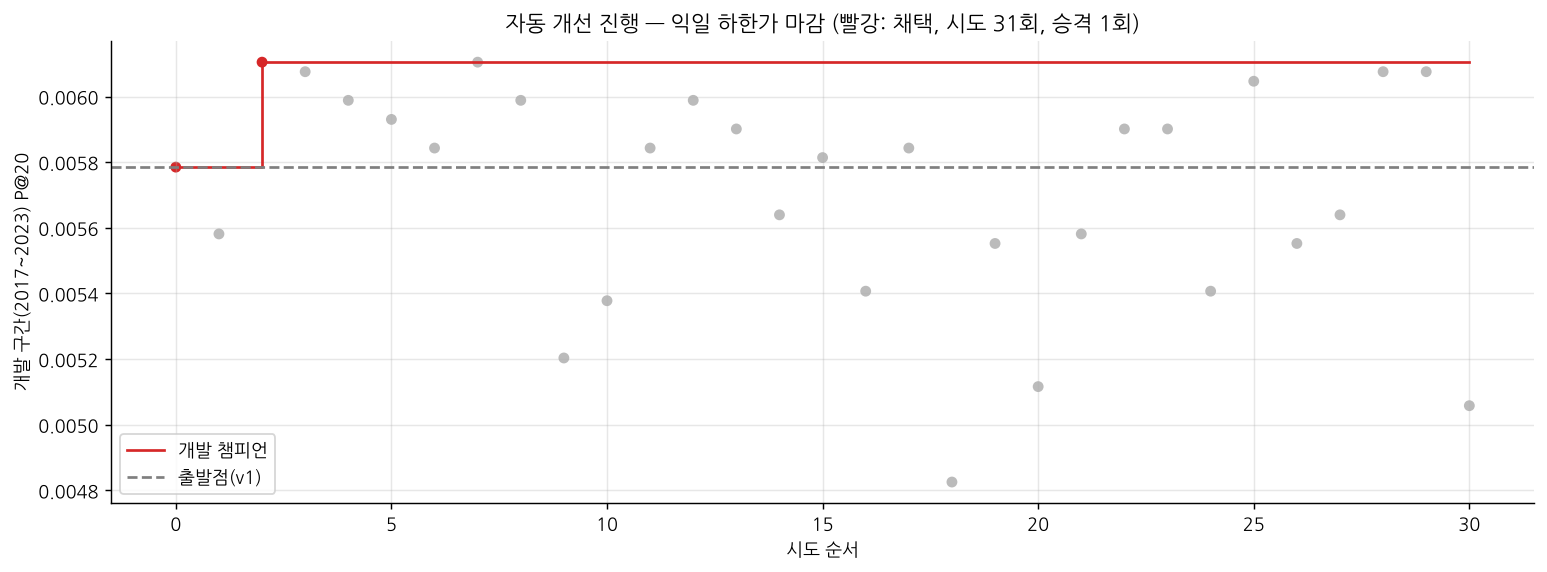 자동 개선 진행 — 익일 하한가 마감 (빨강: 채택, 시도 31회, 승격 1회)
개발 구간(2017~2023) P@20
0.0060
0.0058
0.0056
0.0054
0.0052
0.0050
0.0048
개발 챔피언
출발점(v1)
0 5 10 15 20 25 30
시도 순서